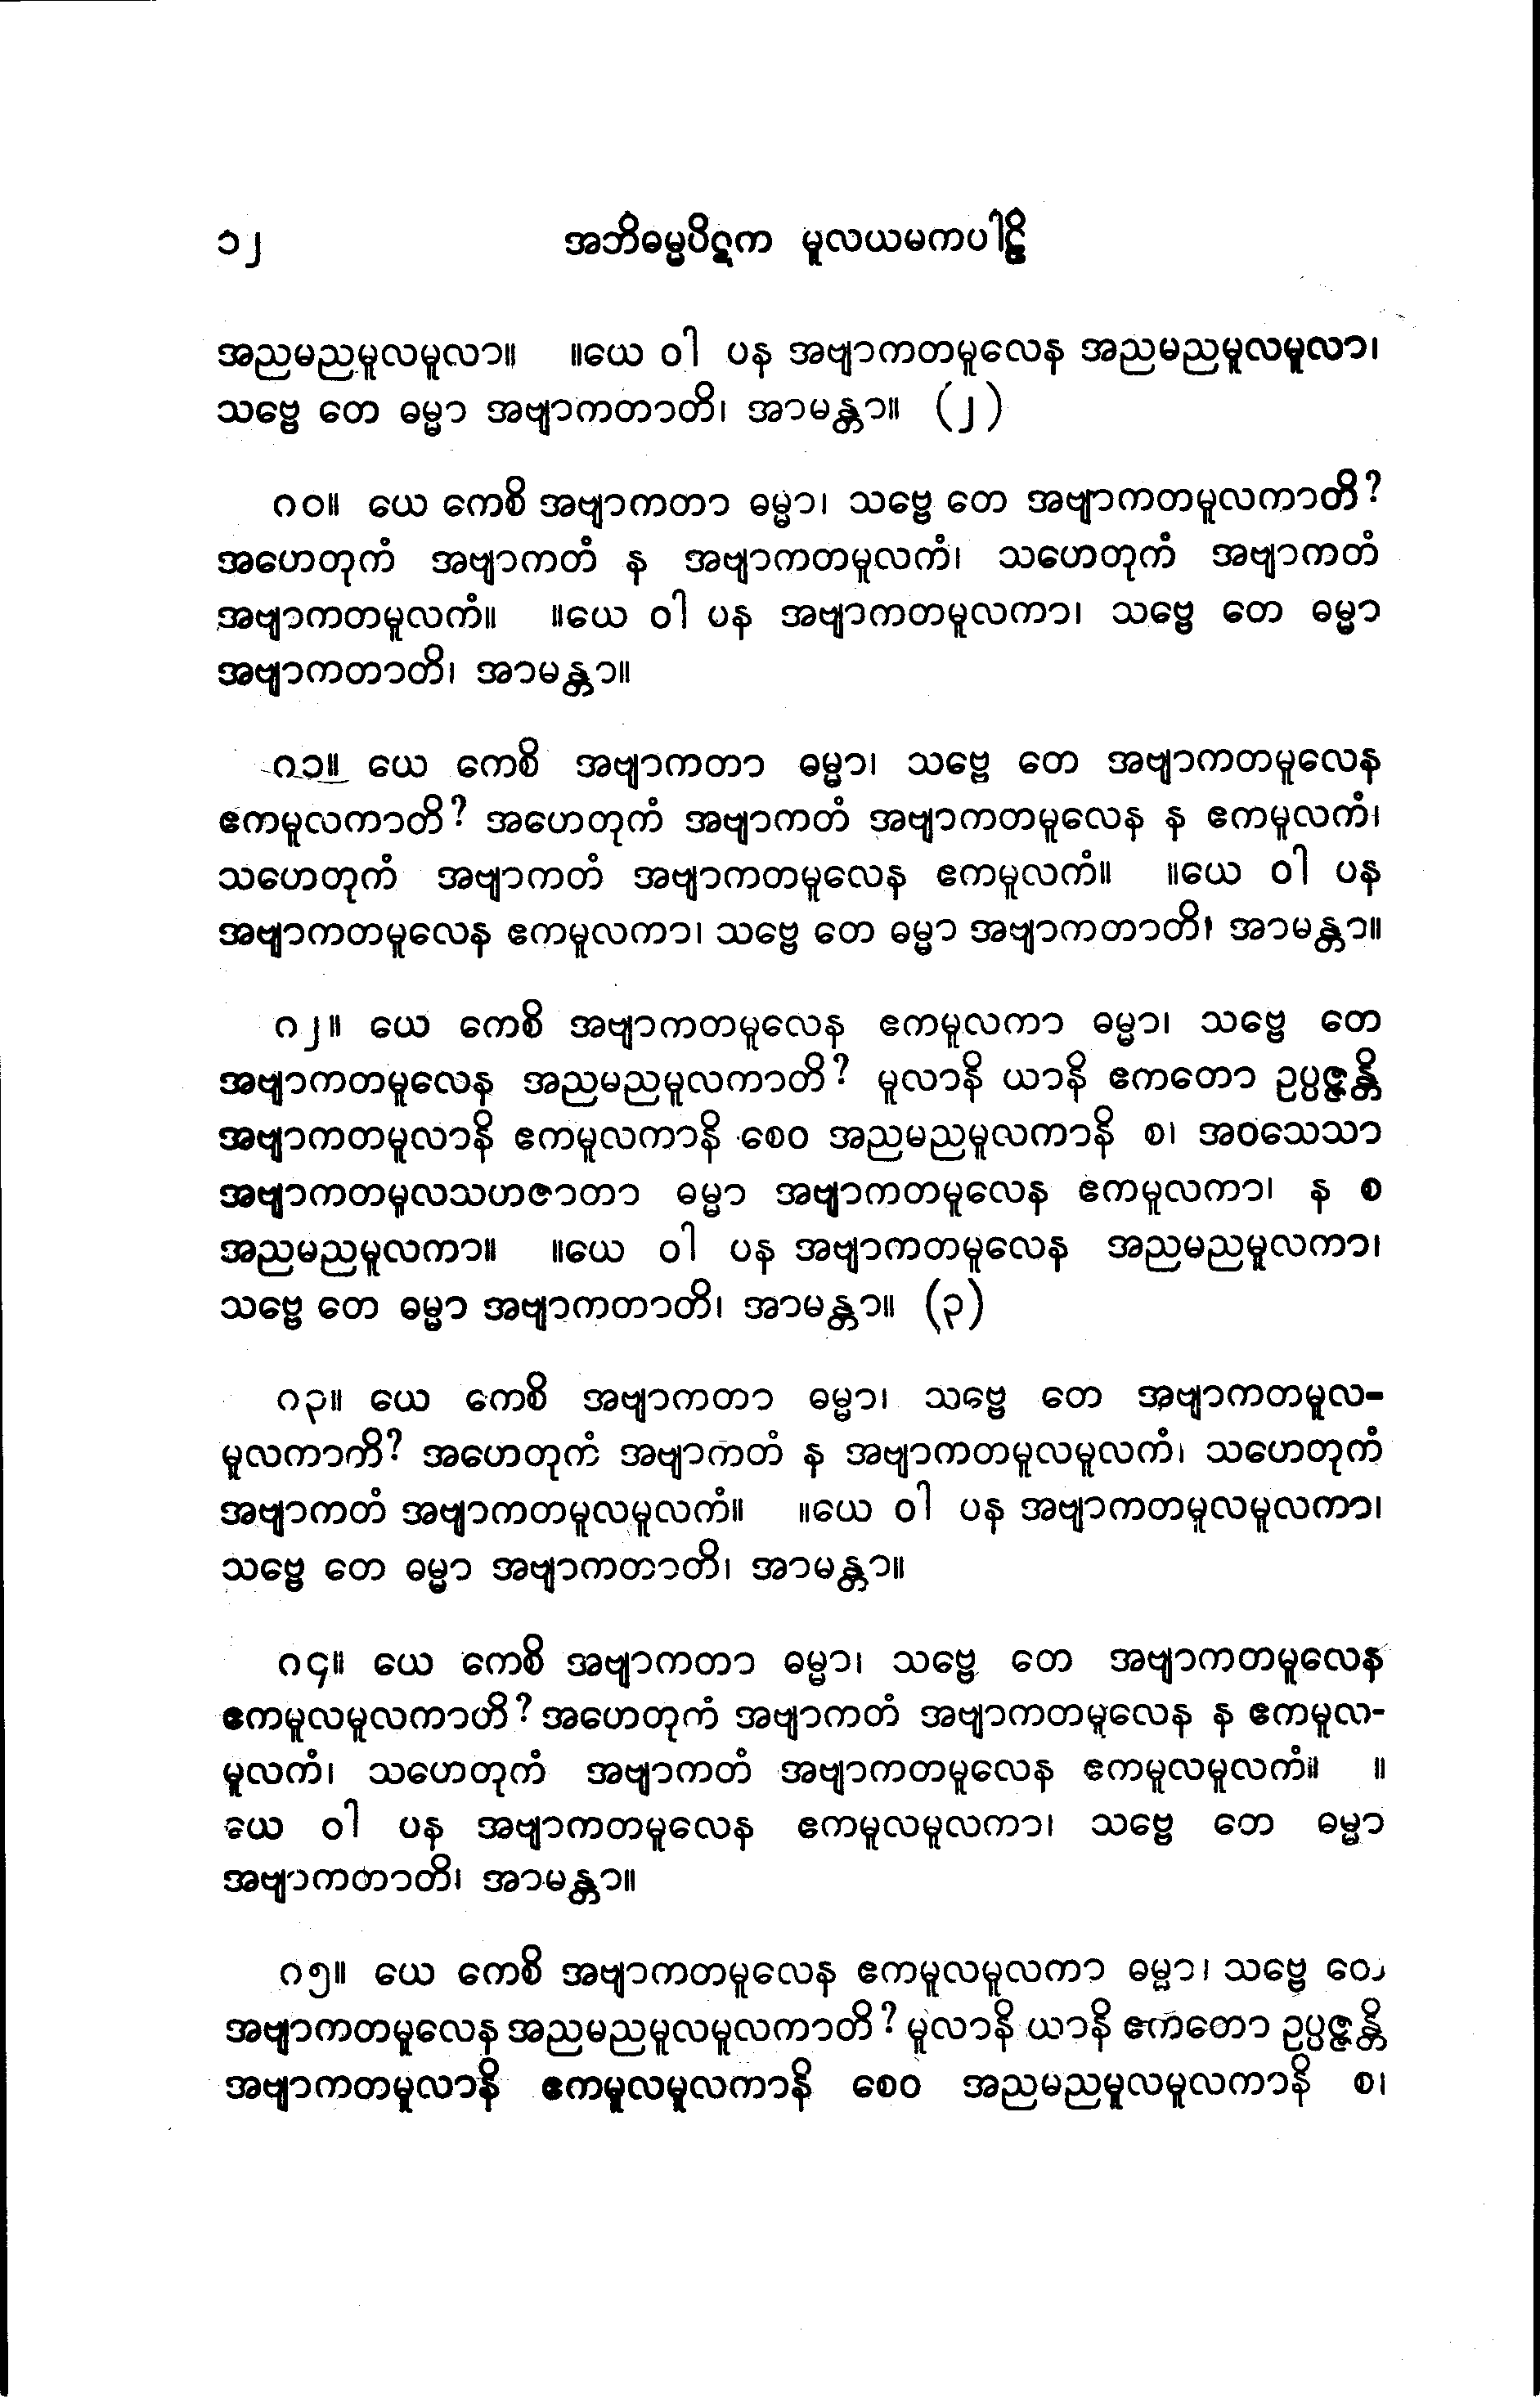 ၁၂ အဘိဓမ္မပိဋက မူလယမကပါဠိ
အညမညမူလမူလာ။ ။ယေ ဝါ ပန အဗျာကတမူလေန အညမညမူလမူလာ၊
သဗ္ဗေ တေ ဓမ္မာ အဗျာကတာတိ၊ အာမန္တာ။ (၂)
ဂဝ။ ယေ ကေစိ အဗျာကတာ ဓမ္မာ၊ သဗ္ဗေ တေ အဗျာကတမူလကာတိ?
အဟေတုကံ အဗျာကတံ န အဗျာကတမူလကံ၊ သဟေတုကံ အဗျာကတံ
အဗျာကတမူလကံ။ ။ယေ ဝါ ပန အဗျာကတမူလကာ၊ သဗ္ဗေ တေ ဓမ္မာ
အဗျာကတာတိ၊ အာမန္တာ။
ဂ၁။ ယေ ကေစိ အဗျာကတာ ဓမ္မာ၊ သဗ္ဗေ တေ အဗျာကတမူလေန
ဧကမူလကာတိ? အဟေတုကံ အဗျာကတံ အဗျာကတမူလေန န ဧကမူလကံ၊
သဟေတုကံ အဗျာကတံ အဗျာကတမူလေန ဧကမူလကံ။ ။ယေ ဝါ ပန
အဗျာကတမူလေန ဧကမူလကာ၊ သဗ္ဗေ တေ ဓမ္မာ အဗျာကတာတိ၊ အာမန္တာ။
ဂ၂။ ယေ ကေစိ အဗျာကတမူလေန ဧကမူလကာ ဓမ္မာ၊ သဗ္ဗေ တေ
အဗျာကတမူလေန အညမညမူလကာတိ? မူလာနိ ယာနိ ဧကတော ဥပ္ပဇ္ဇန္တိ
အဗျာကတမူလာနိ ဧကမူလကာနိ စေဝ အညမညမူလကာနိ စ၊ အဝသေသာ
အဗျာကတမူလသဟဇာတာ ဓမ္မာ အဗျာကတမူလေန ဧကမူလကာ၊ န စ
အညမညမူလကာ။ ။ယေ ဝါ ပန အဗျာကတမူလေန အညမညမူလကာ၊
သဗ္ဗေ တေ ဓမ္မာ အဗျာကတာတိ၊ အာမန္တာ။ (၃)
ဂ၃။ ယေ ကေစိ အဗျာကတာ ဓမ္မာ၊ သဗ္ဗေ တေ အဗျာကတမူလ-
မူလကာကိ? အဟေတုကံ အဗျာကတံ န အဗျာကတမူလမူလကံ၊ သဟေတုကံ
အဗျာကတံ အဗျာကတမူလမူလကံ။ ။ယေ ဝါ ပန အဗျာကတမူလမူလကာ၊
သဗ္ဗေ တေ ဓမ္မာ အဗျာကတာတိ၊ အာမန္တာ။
ဂ၄။ ယေ ကေစိ အဗျာကတာ ဓမ္မာ၊ သဗ္ဗေ တေ အဗျာကတမူလေန
ဧကမူလမူလကာဟိ? အဟေတုကံ အဗျာကတံ အဗျာကတမူလေန န ဧကမူလ-
မူလကံ၊ သဟေတုကံ အဗျာကတံ အဗျာကတမူလေန ဧကမူလမူလကံ။ ။
ယေ ဝါ ပန အဗျာကတမူလေန ဧကမူလမူလကာ၊ သဗ္ဗေ တေ ဓမ္မာ
အဗျာကတာတိ၊ အာမန္တာ။
ဂ၅။ ယေ ကေစိ အဗျာကတမူလေန ဧကမူလမူလကာ ဓမ္မာ၊ သဗ္ဗေ
အဗျာကတမူလေန အညမညမူလမူလကာတိ? မူလာနိ ယာနိ ဧကတော ဥပ္ပဇ္ဇန္တိ
အဗျာကတမူလာနိ ဧကမူလမူလကာနိ စေဝ အညမညမူလမူလကာနိ စ၊